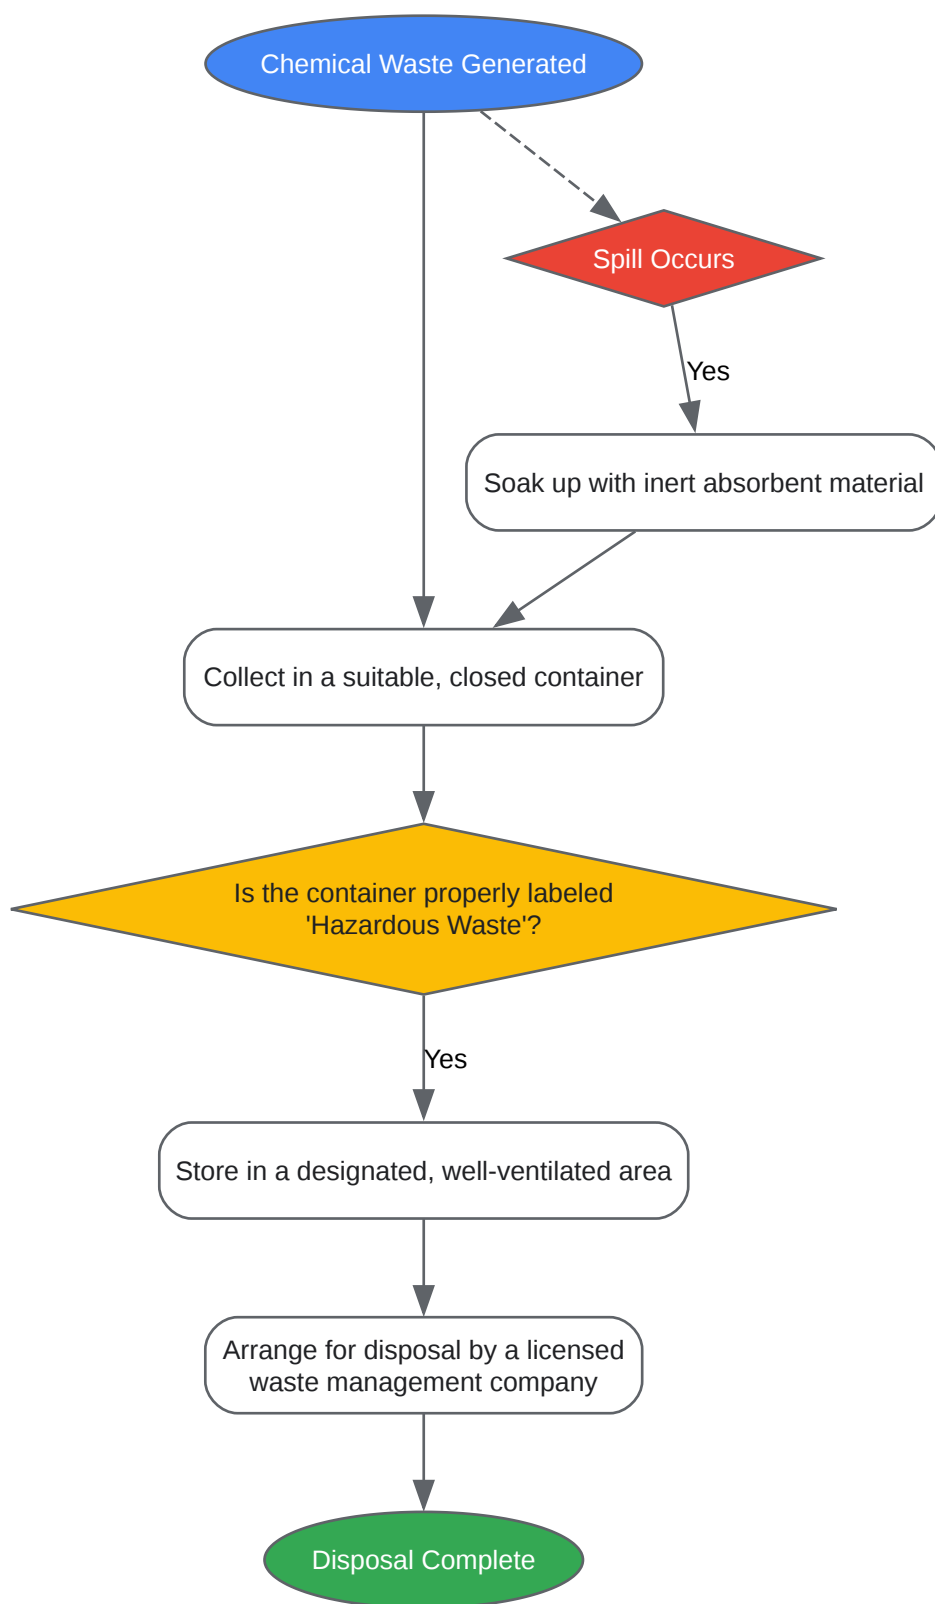 Chemical Waste Generated
Spill Occurs
Yes
Soak up with inert absorbent material
Collect in a suitable, closed container
Is the container properly labeled
'Hazardous Waste'?
Yes
Store in a designated, well-ventilated area
Arrange for disposal by a licensed
waste management company
Disposal Complete